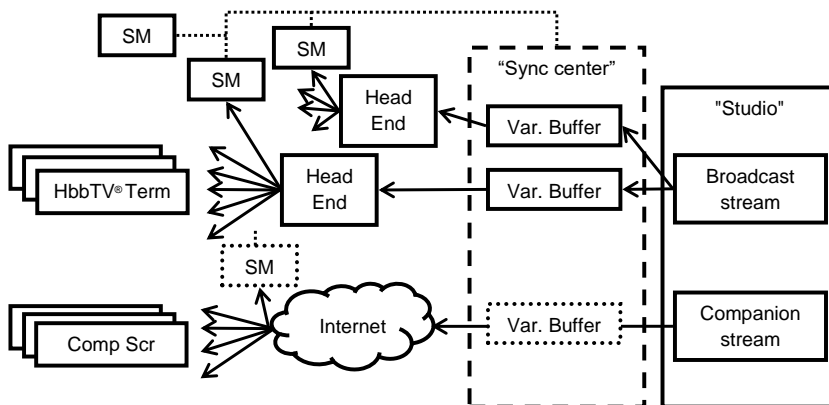 SM
SM
SM
“Sync center”
Head
End
"Studio"
Var. Buffer
HbbTV® Term
Head
End
Var. Buffer
Broadcast
stream
SM
Internet
Var. Buffer
Companion
stream
Comp Scr